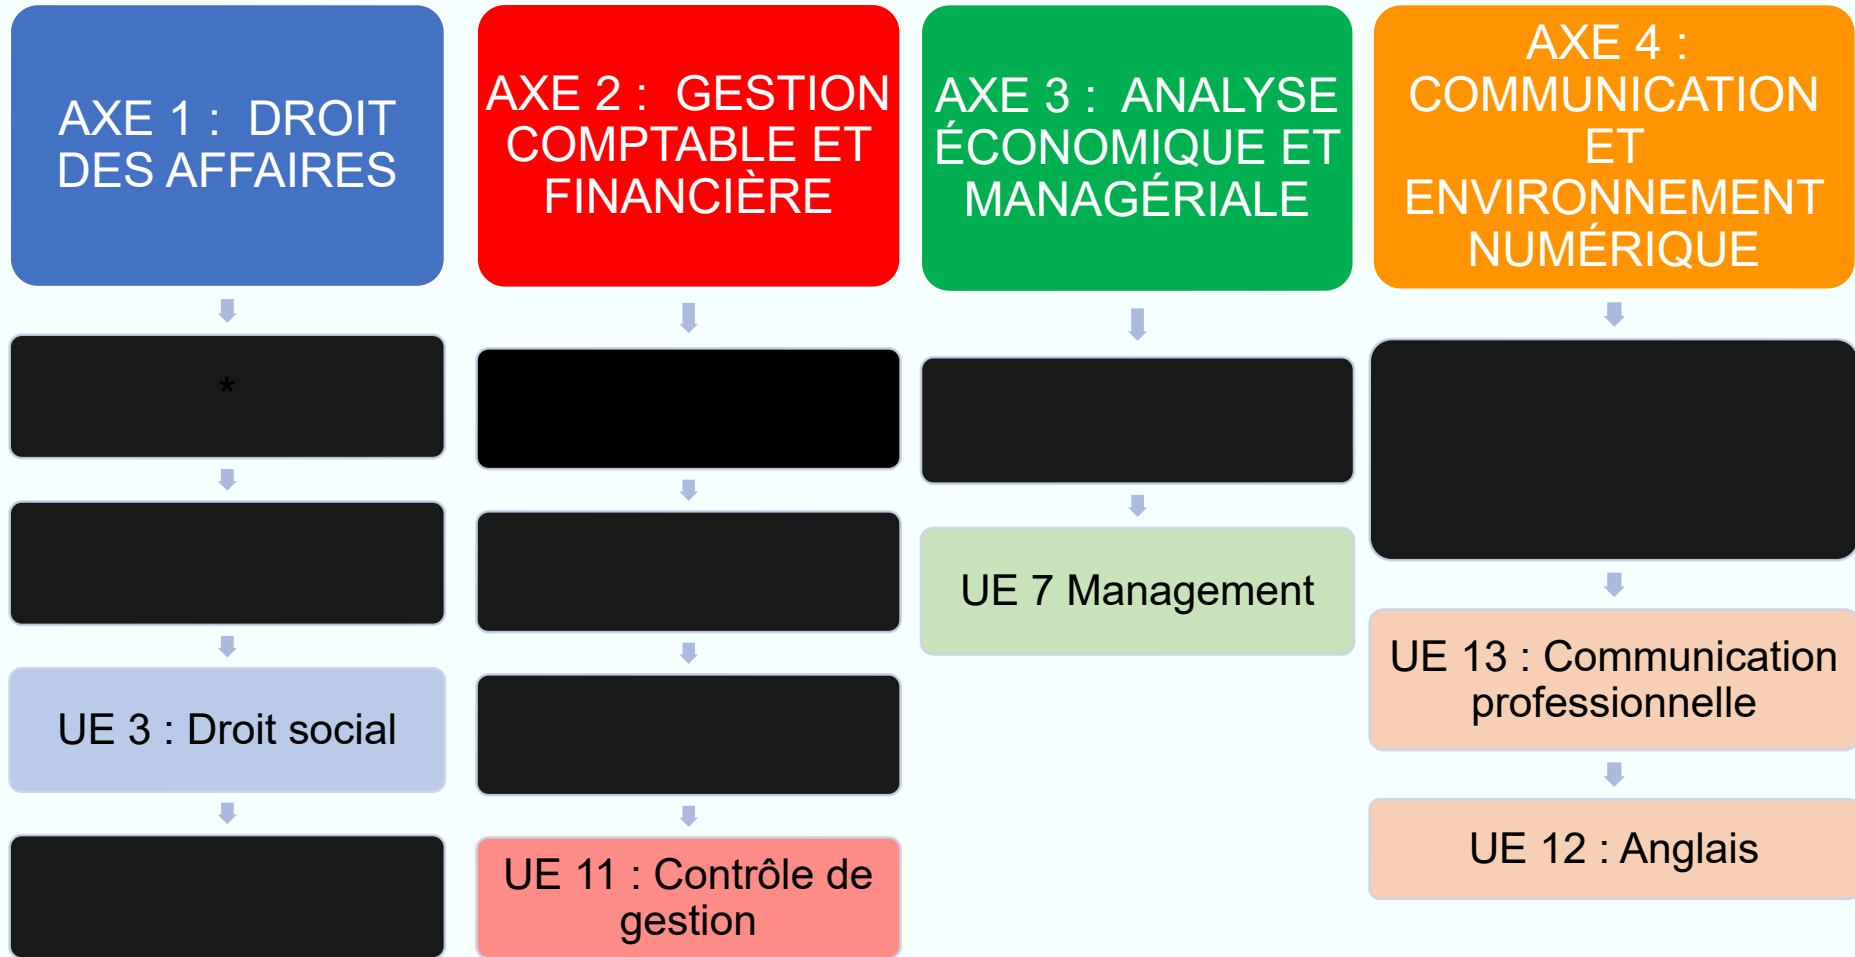 AXE 1 : DROIT
DES AFFAIRES
*
UE 3 : Droit social
AXE 2 : GESTION
COMPTABLE ET
FINANCIÈRE
UE 11 : Contrôle de
gestion
AXE 3 : ANALYSE
ÉCONOMIQUE ET
MANAGÉRIALE
UE 7 Management
AXE 4 :
COMMUNICATION
ET
ENVIRONNEMENT
NUMÉRIQUE
UE 13 : Communication
professionnelle
UE 12 : Anglais